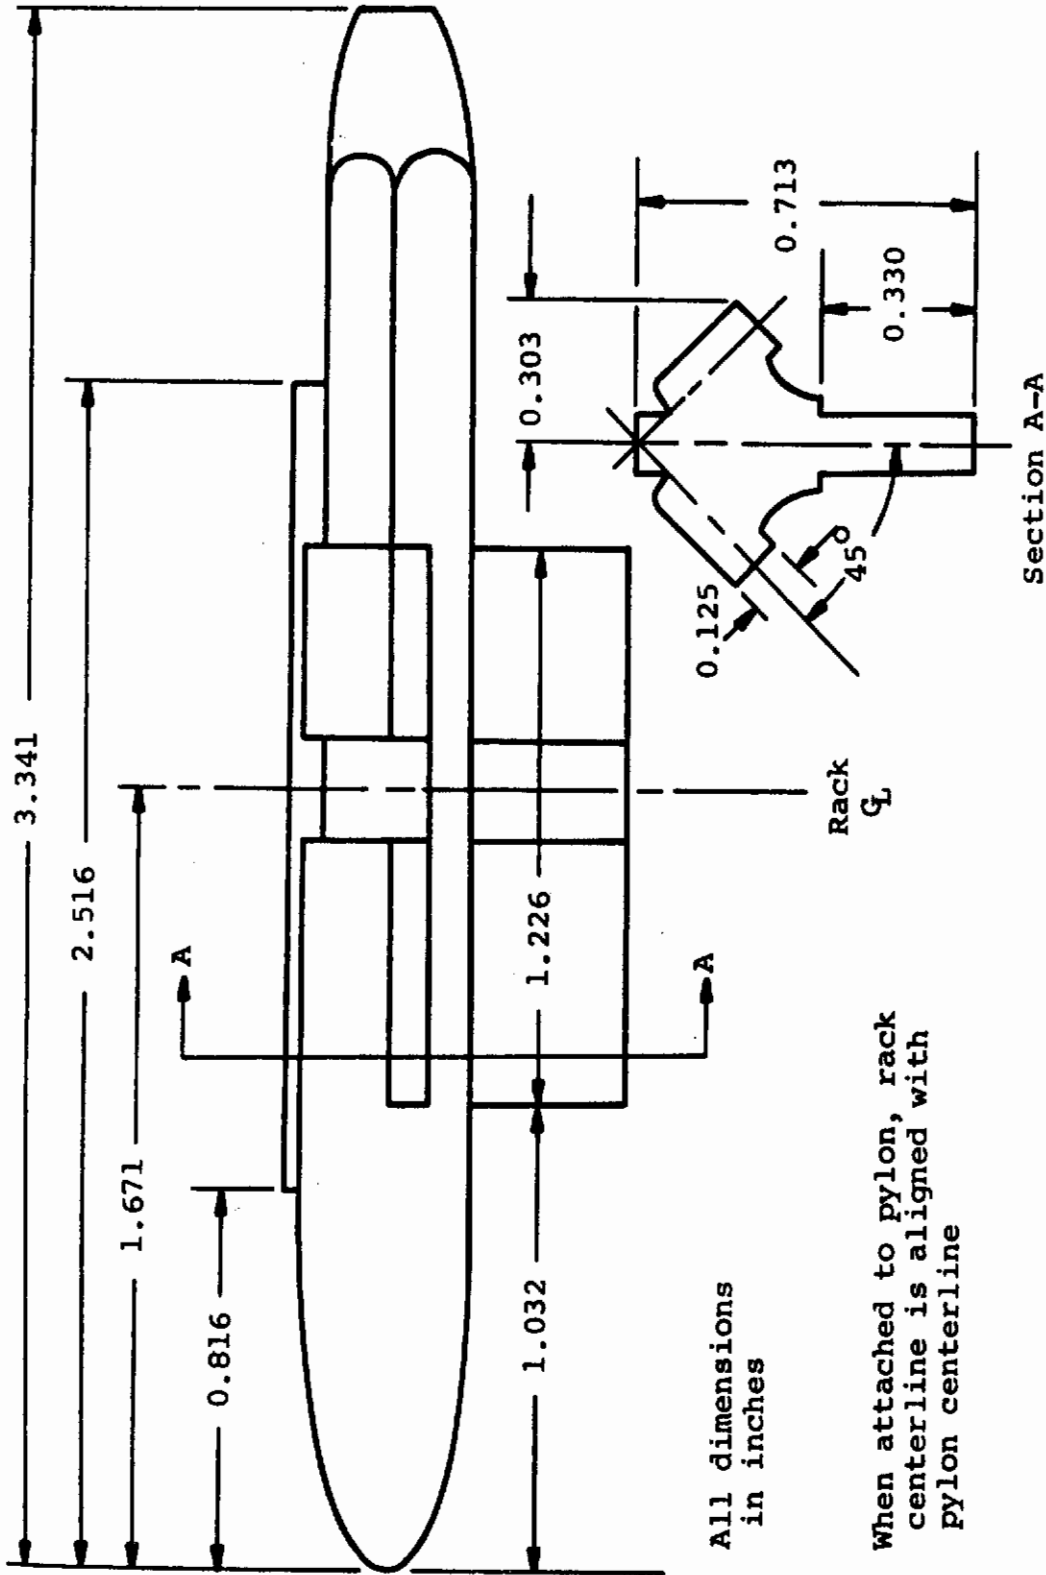 3.341
2.516
1.671
0.816
A
A
1.032
1.226
Rack
℄
0.303
0.713
0.330
0.125
45°
Section A-A
All dimensions
in inches
When attached to pylon, rack
centerline is aligned with
pylon centerline